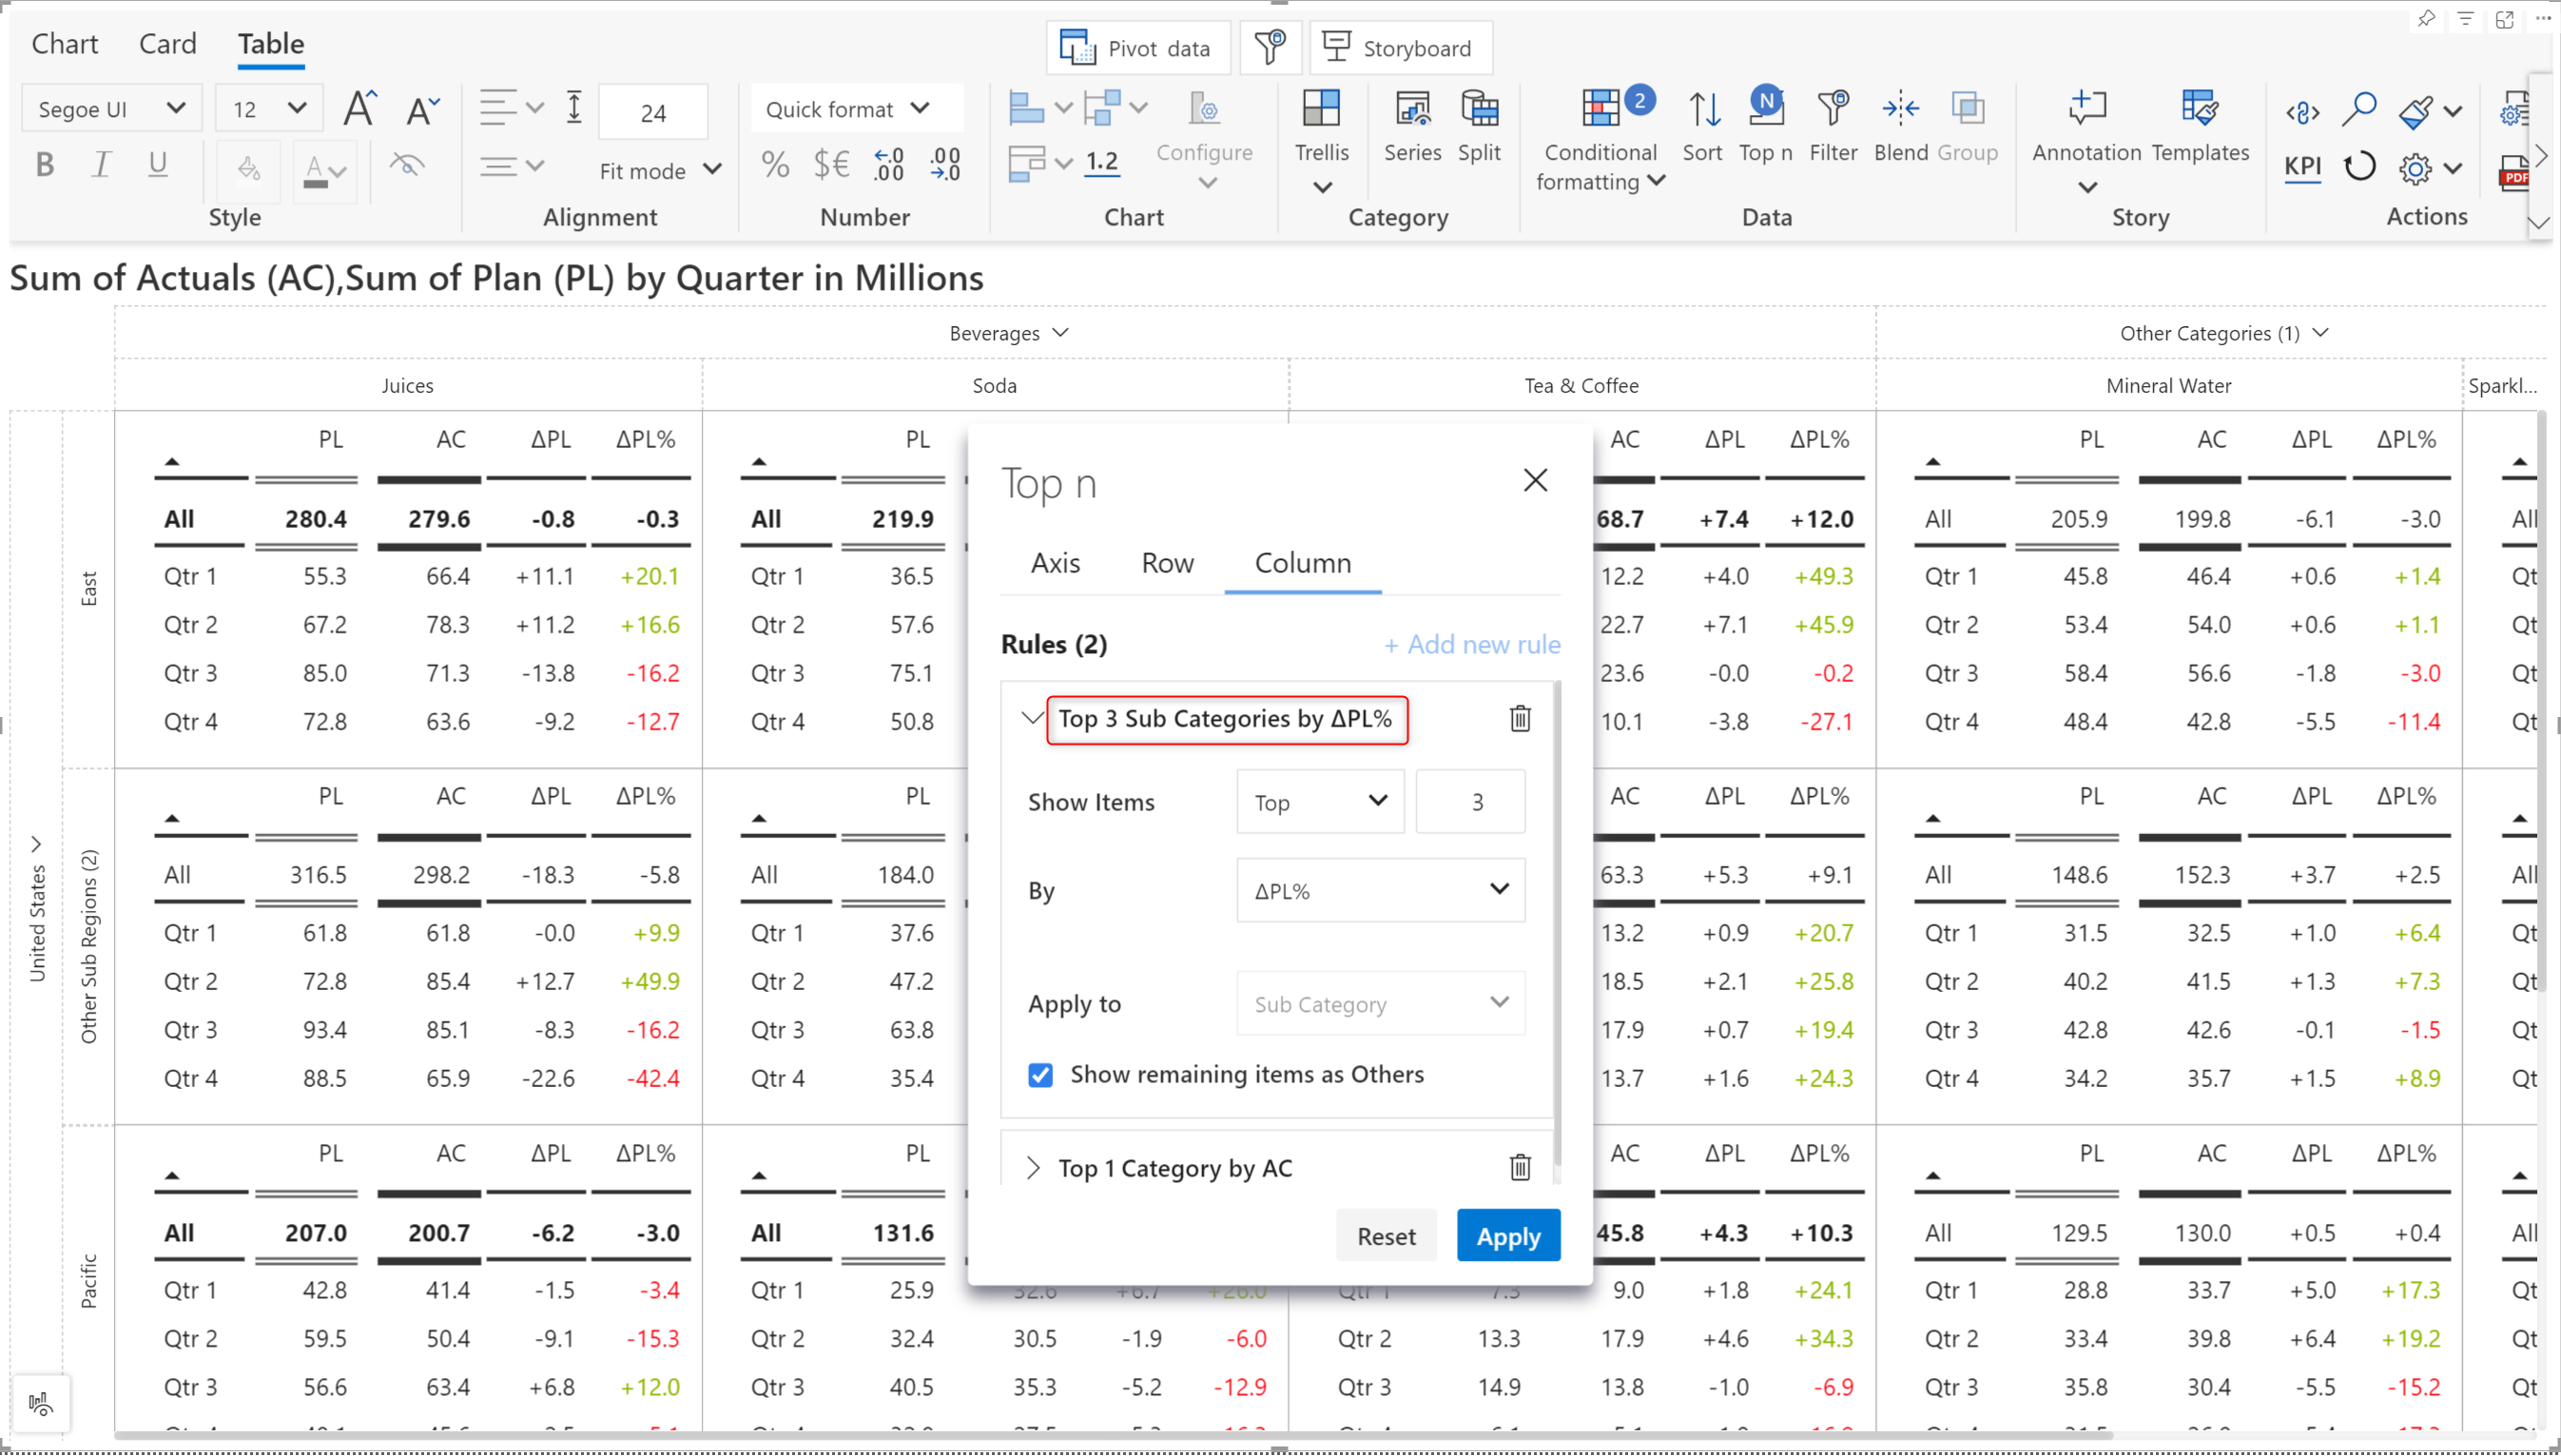 Chart Card Table
Pivot data Storyboard
Segoe UI 12 A A 24 Quick format
B I U A Fit mode % $€ .0 .00 .00 .0 1.2 Configure Trellis Series Split Conditional formatting 2 Sort N Top n Filter Blend Group Annotation Templates KPI PDF
Style Alignment Number Chart Category Data Story Actions
Sum of Actuals (AC),Sum of Plan (PL) by Quarter in Millions
Beverages Other Categories (1)
Juices Soda Tea & Coffee Mineral Water Sparkl...
United States
East
PL AC ΔPL ΔPL% PL AC ΔPL ΔPL% PL AC ΔPL ΔPL%
All 280.4 279.6 -0.8 -0.3 All 219.9 68.7 +7.4 +12.0 All 205.9 199.8 -6.1 -3.0 All
Qtr 1 55.3 66.4 +11.1 +20.1 Qtr 1 36.5 12.2 +4.0 +49.3 Qtr 1 45.8 46.4 +0.6 +1.4 Qt
Qtr 2 67.2 78.3 +11.2 +16.6 Qtr 2 57.6 22.7 +7.1 +45.9 Qtr 2 53.4 54.0 +0.6 +1.1 Qt
Qtr 3 85.0 71.3 -13.8 -16.2 Qtr 3 75.1 23.6 -0.0 -0.2 Qtr 3 58.4 56.6 -1.8 -3.0 Qt
Qtr 4 72.8 63.6 -9.2 -12.7 Qtr 4 50.8 10.1 -3.8 -27.1 Qtr 4 48.4 42.8 -5.5 -11.4 Qt
Other Sub Regions (2)
PL AC ΔPL ΔPL% PL AC ΔPL ΔPL% PL AC ΔPL ΔPL%
All 316.5 298.2 -18.3 -5.8 All 184.0 63.3 +5.3 +9.1 All 148.6 152.3 +3.7 +2.5 All
Qtr 1 61.8 61.8 -0.0 +9.9 Qtr 1 37.6 13.2 +0.9 +20.7 Qtr 1 31.5 32.5 +1.0 +6.4 Qt
Qtr 2 72.8 85.4 +12.7 +49.9 Qtr 2 47.2 18.5 +2.1 +25.8 Qtr 2 40.2 41.5 +1.3 +7.3 Qt
Qtr 3 93.4 85.1 -8.3 -16.2 Qtr 3 63.8 17.9 +0.7 +19.4 Qtr 3 42.8 42.6 -0.1 -1.5 Qt
Qtr 4 88.5 65.9 -22.6 -42.4 Qtr 4 35.4 13.7 +1.6 +24.3 Qtr 4 34.2 35.7 +1.5 +8.9 Qt
Pacific
PL AC ΔPL ΔPL% PL AC ΔPL ΔPL% PL AC ΔPL ΔPL%
All 207.0 200.7 -6.2 -3.0 All 131.6 45.8 +4.3 +10.3 All 129.5 130.0 +0.5 +0.4 All
Qtr 1 42.8 41.4 -1.5 -3.4 Qtr 1 25.9 32.6 +6.7 +26.0 Qtr 1 7.3 9.0 +1.8 +24.1 Qtr 1 28.8 33.7 +5.0 +17.3 Qt
Qtr 2 59.5 50.4 -9.1 -15.3 Qtr 2 32.4 30.5 -1.9 -6.0 Qtr 2 13.3 17.9 +4.6 +34.3 Qtr 2 33.4 39.8 +6.4 +19.2 Qt
Qtr 3 56.6 63.4 +6.8 +12.0 Qtr 3 40.5 35.3 -5.2 -12.9 Qtr 3 14.9 13.8 -1.0 -6.9 Qtr 3 35.8 30.4 -5.5 -15.2 Qt
Top n
Axis Row Column
Rules (2) + Add new rule
Top 3 Sub Categories by ΔPL%
Show Items Top 3
By ΔPL%
Apply to Sub Category
Show remaining items as Others
Top 1 Category by AC
Reset Apply